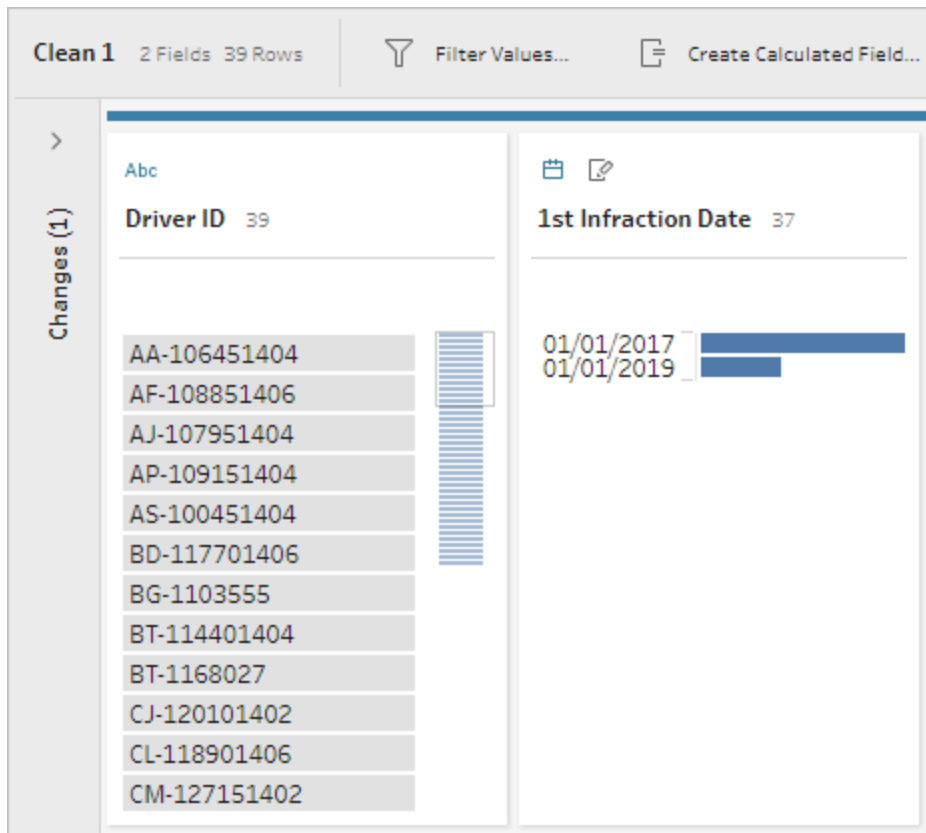 Clean 1 2 Fields 39 Rows Filter Values... Create Calculated Field...
Changes (1)
Abc
Driver ID 39
AA-106451404
AF-108851406
AJ-107951404
AP-109151404
AS-100451404
BD-117701406
BG-1103555
BT-114401404
BT-1168027
CJ-120101402
CL-118901406
CM-127151402
1st Infraction Date 37
01/01/2017
01/01/2019